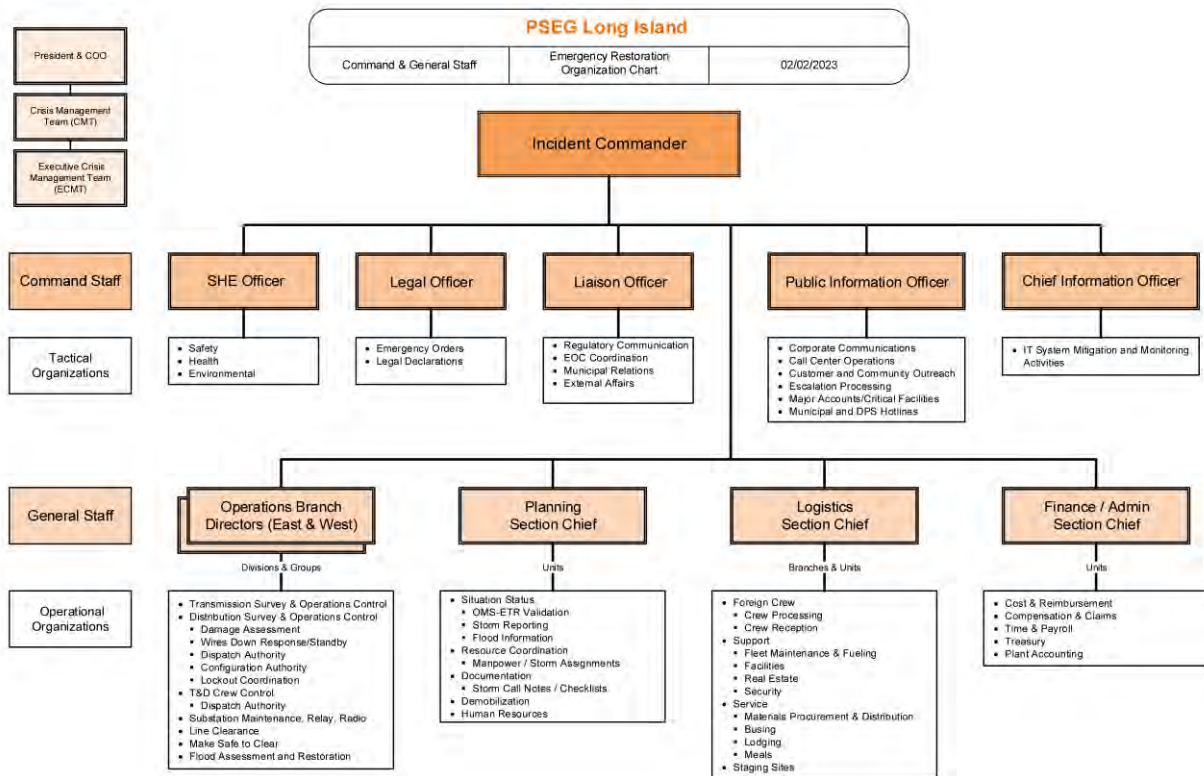 PSEG Long Island
Command & General Staff
Emergency Restoration
Organization Chart
02/02/2023
President & COO
Crisis Management
Team (CMT)
Executive Crisis
Management Team
(ECMT)
Incident Commander
Command Staff
SHE Officer
Legal Officer
Liaison Officer
Public Information Officer
Chief Information Officer
Tactical
Organizations
• Safety
• Health
• Environmental
• Emergency Orders
• Legal Declarations
• Regulatory Communication
• EOC Coordination
• Municipal Relations
• External Affairs
• Corporate Communications
• Call Center Operations
• Customer and Community Outreach
• Escalation Processing
• Major Accounts/Critical Facilities
• Municipal and DPS Hotlines
• IT System Mitigation and Monitoring
Activities
General Staff
Operations Branch
Directors (East & West)
Planning
Section Chief
Logistics
Section Chief
Finance / Admin
Section Chief
Divisions & Groups
Units
Branches & Units
Units
Operational
Organizations
• Transmission Survey & Operations Control
• Distribution Survey & Operations Control
▪ Damage Assessment
▪ Wires Down Response/Standby
▪ Dispatch Authority
▪ Configuration Authority
▪ Lockout Coordination
• T&D Crew Control
▪ Dispatch Authority
• Substation Maintenance, Relay, Radio
• Line Clearance
• Make Safe to Clear
• Flood Assessment and Restoration
• Situation Status
▪ OMS-ETR Validation
▪ Storm Reporting
▪ Flood Information
• Resource Coordination
▪ Manpower / Storm Assignments
• Documentation
▪ Storm Call Notes / Checklists
• Demobilization
• Human Resources
• Foreign Crew
▪ Crew Processing
▪ Crew Reception
• Support
▪ Fleet Maintenance & Fueling
▪ Facilities
▪ Real Estate
▪ Security
• Service
▪ Materials Procurement & Distribution
▪ Busing
▪ Lodging
▪ Meals
• Staging Sites
• Cost & Reimbursement
• Compensation & Claims
• Time & Payroll
• Treasury
• Plant Accounting